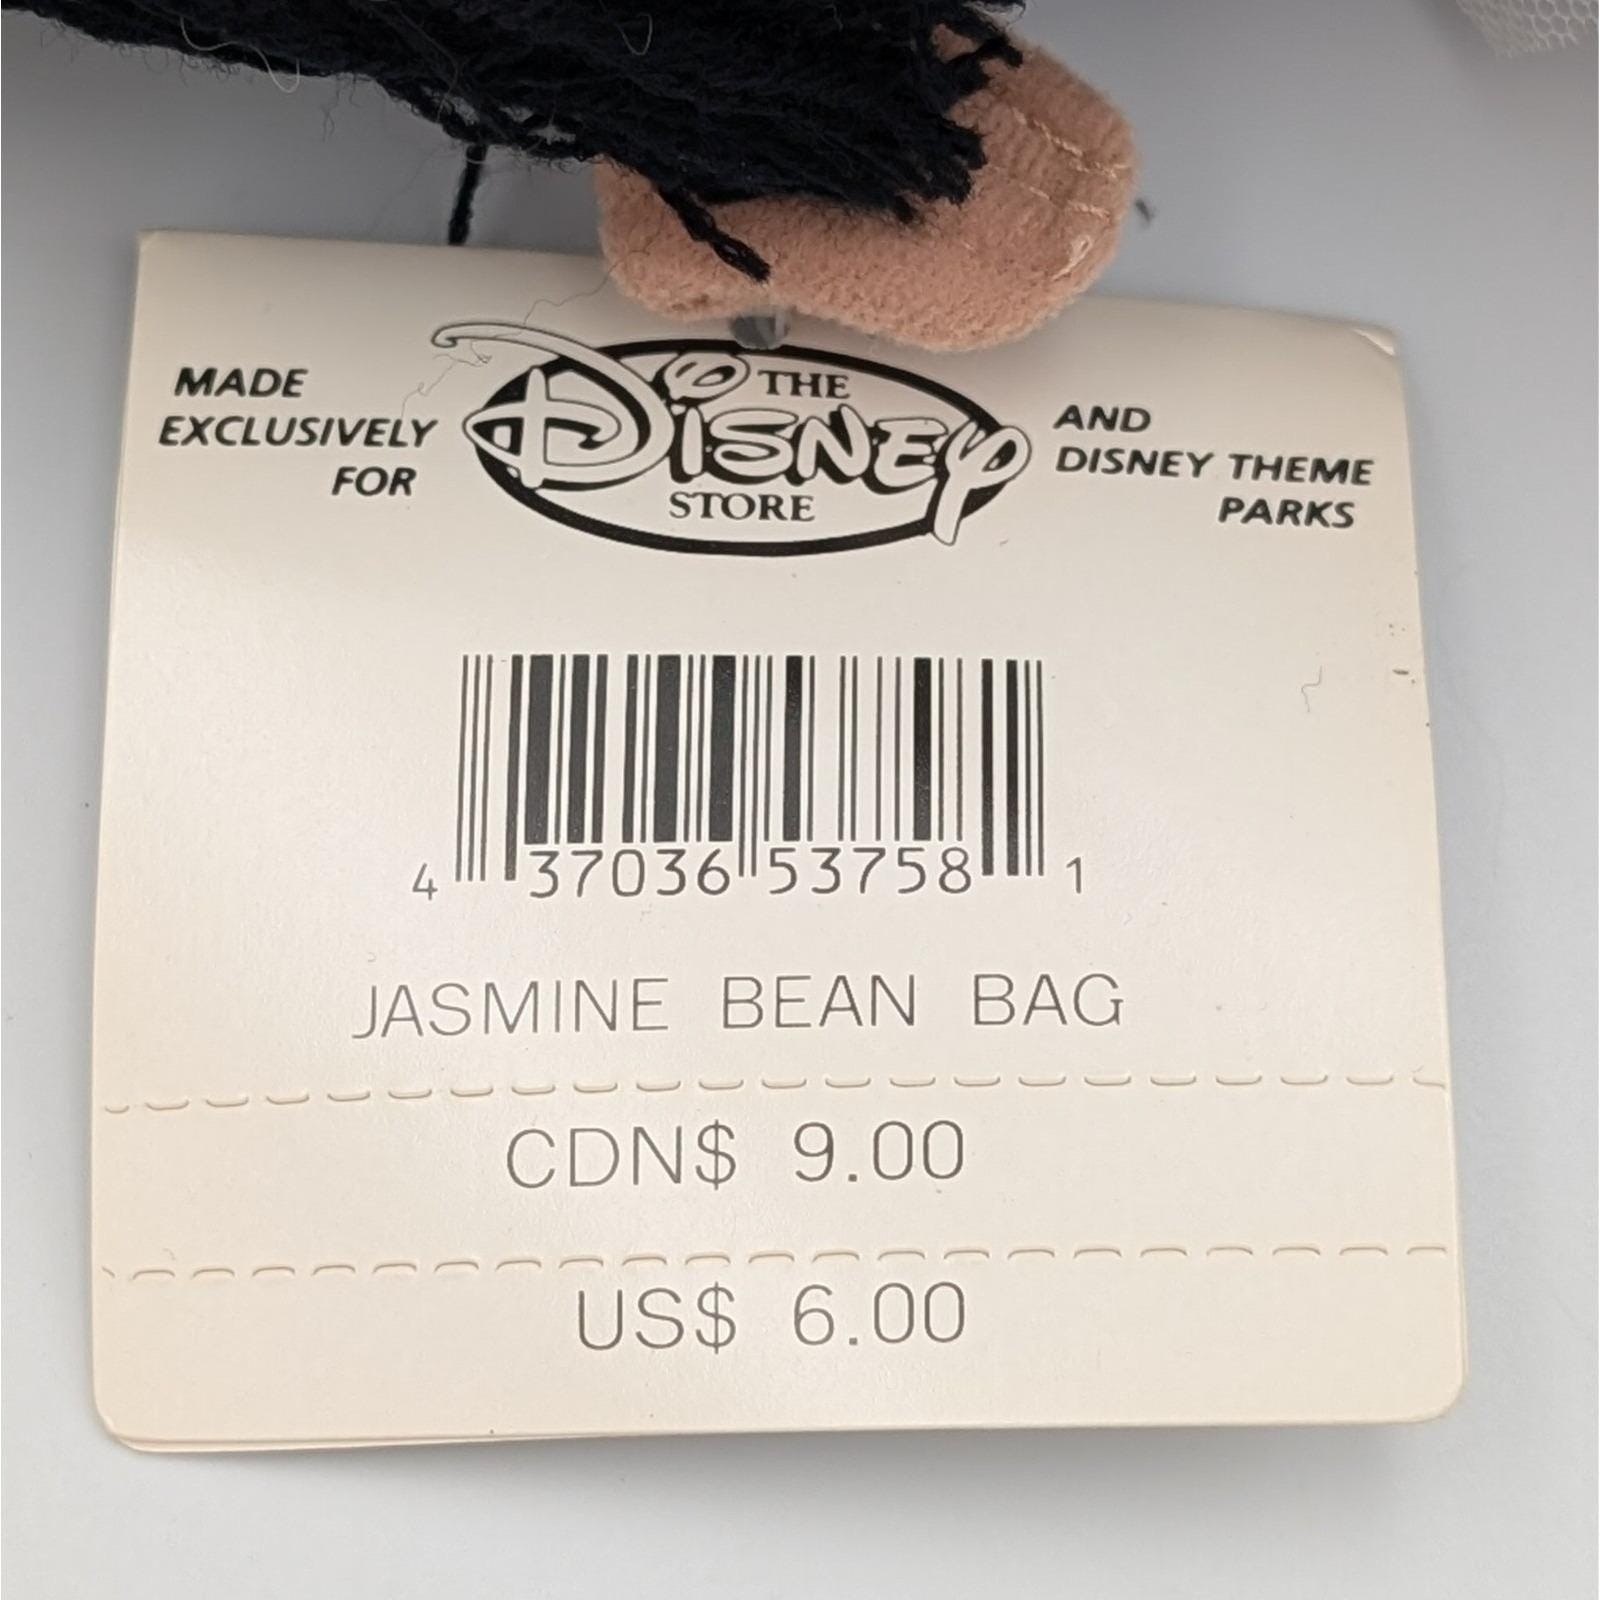 MADE
EXCLUSIVELY
FOR
THE
DISNEY
STORE
AND
DISNEY THEME
PARKS
4 37036 53758 1
JASMINE BEAN BAG
CDN$ 9.00
US$ 6.00